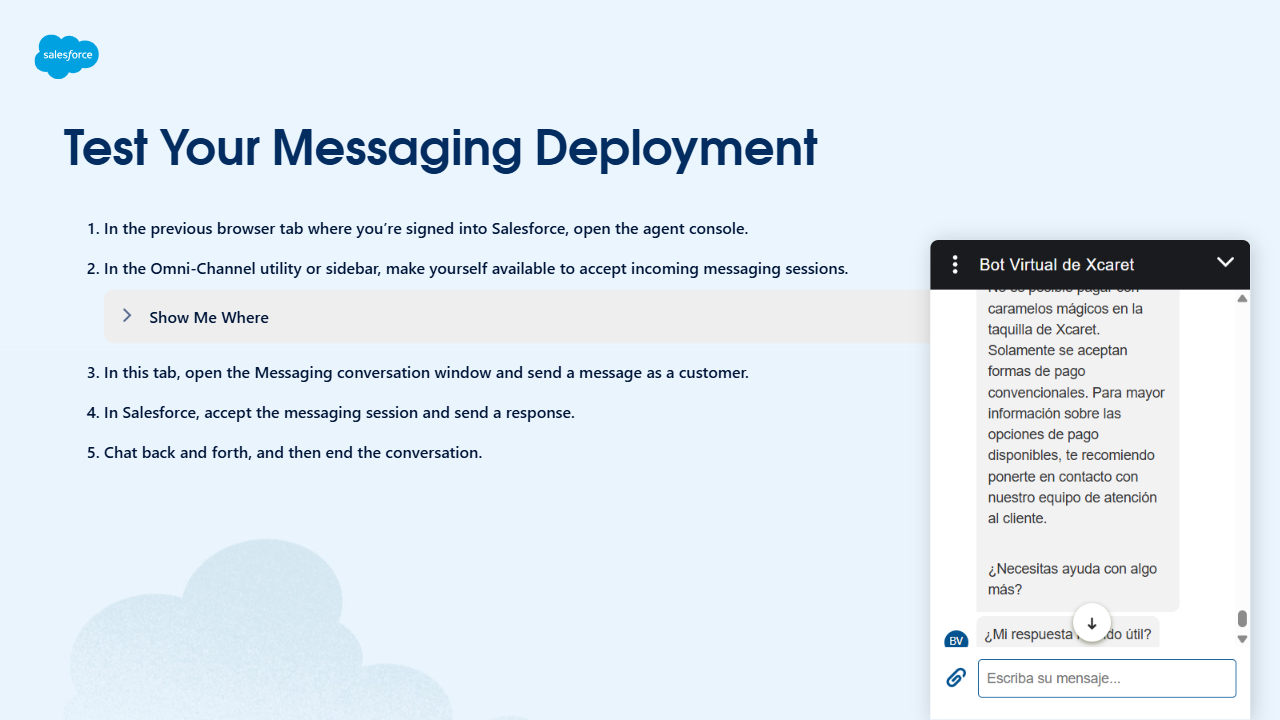 salesforce
Test Your Messaging Deployment
1. In the previous browser tab where you’re signed into Salesforce, open the agent console.
2. In the Omni-Channel utility or sidebar, make yourself available to accept incoming messaging sessions.
Show Me Where
3. In this tab, open the Messaging conversation window and send a message as a customer.
4. In Salesforce, accept the messaging session and send a response.
5. Chat back and forth, and then end the conversation.
Bot Virtual de Xcaret
No es posible pagar con
caramelos mágicos en la
taquilla de Xcaret.
Solamente se aceptan
formas de pago
convencionales. Para mayor
información sobre las
opciones de pago
disponibles, te recomiendo
ponerte en contacto con
nuestro equipo de atención
al cliente.
¿Necesitas ayuda con algo
más?
BV
¿Mi respuesta útil?
Escriba su mensaje...